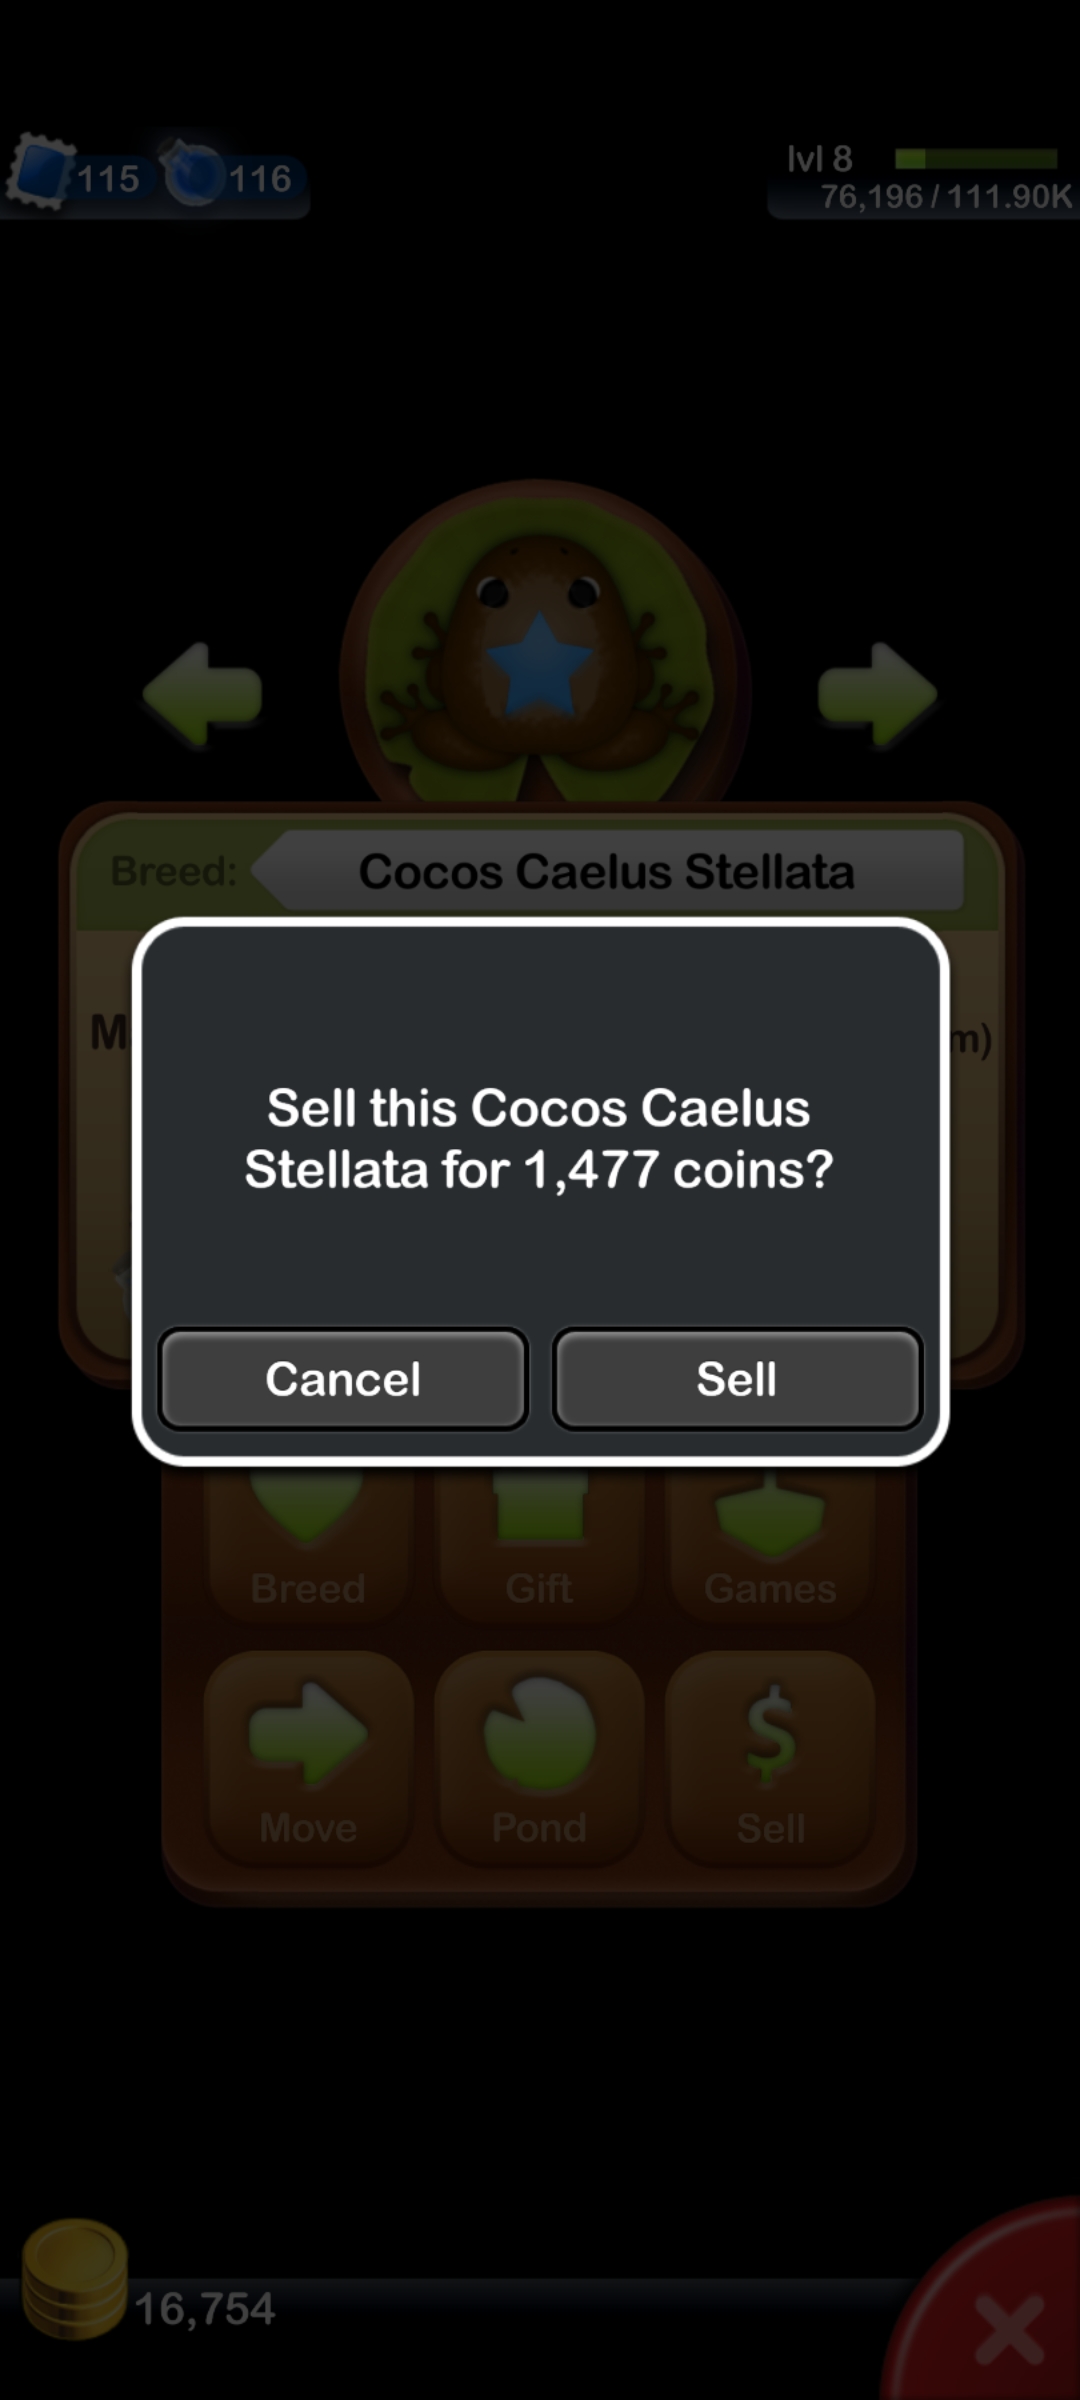 115
116
lvl 8
76,196 / 111.90K
Breed:
Cocos Caelus Stellata
M
m)
Sell this Cocos Caelus
Stellata for 1,477 coins?
Cancel
Sell
Breed
Gift
Games
Move
Pond
$
Sell
16,754